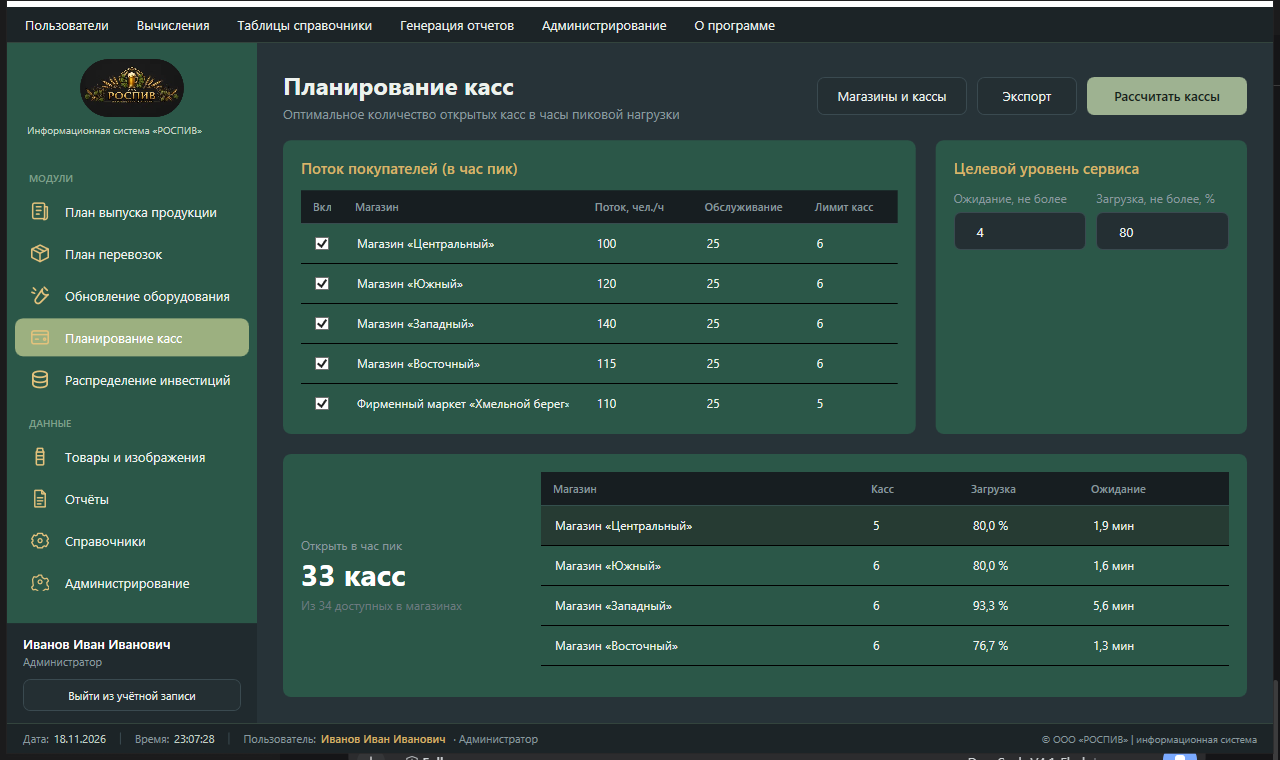 Пользователи Вычисления Таблицы справочники Генерация отчетов Администрирование О программе
РОСПИВ
Информационная система «РОСПИВ»
МОДУЛИ
План выпуска продукции
План перевозок
Обновление оборудования
Планирование касс
Распределение инвестиций
ДАННЫЕ
Товары и изображения
Отчёты
Справочники
Администрирование
Иванов Иван Иванович
Администратор
Выйти из учётной записи
Планирование касс
Оптимальное количество открытых касс в часы пиковой нагрузки
Магазины и кассы Экспорт Рассчитать кассы
Поток покупателей (в час пик)
Вкл Магазин Поток, чел./ч Обслуживание Лимит касс
Магазин «Центральный» 100 25 6
Магазин «Южный» 120 25 6
Магазин «Западный» 140 25 6
Магазин «Восточный» 115 25 6
Фирменный маркет «Хмельной берег» 110 25 5
Целевой уровень сервиса
Ожидание, не более Загрузка, не более, %
4 80
Открыть в час пик
33 касс
Из 34 доступных в магазинах
Магазин Касс Загрузка Ожидание
Магазин «Центральный» 5 80,0 % 1,9 мин
Магазин «Южный» 6 80,0 % 1,6 мин
Магазин «Западный» 6 93,3 % 5,6 мин
Магазин «Восточный» 6 76,7 % 1,3 мин
Дата: 18.11.2026 Время: 23:07:28 Пользователь: Иванов Иван Иванович · Администратор
© ООО «РОСПИВ» | информационная система